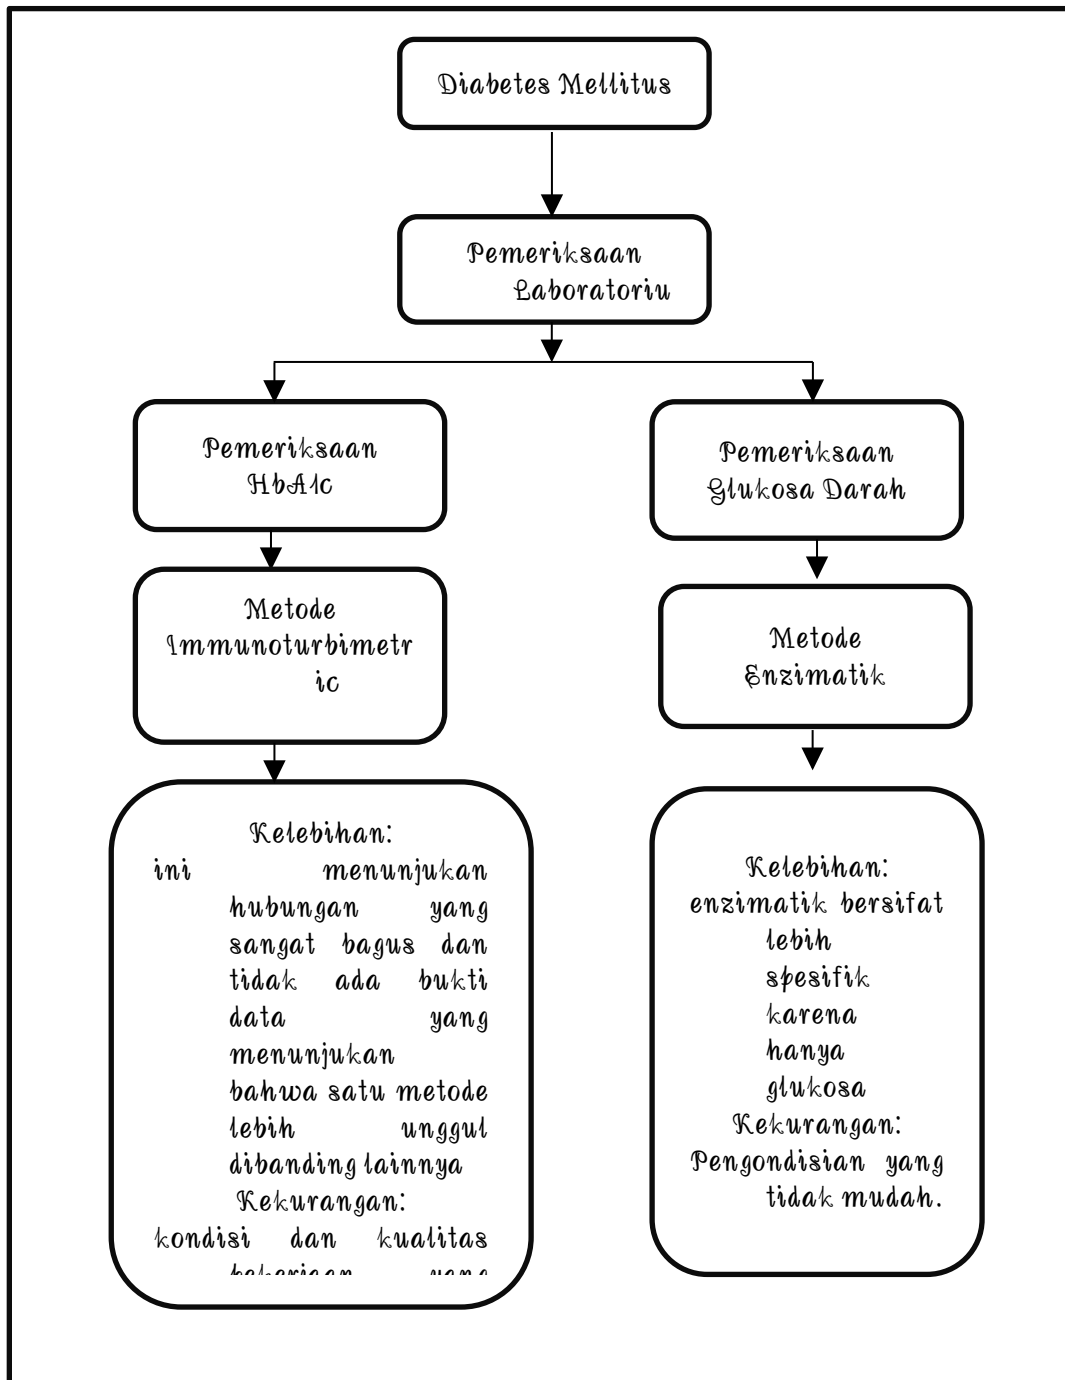 Diabetes Mellitus
Pemeriksaan
Laboratoriu
Pemeriksaan
HbA1c
Pemeriksaan
Glukosa Darah
Metode
Immunoturbimetr
ic
Metode
Enzimatik
Kelebihan:
ini menunjukan
hubungan yang
sangat bagus dan
tidak ada bukti
data yang
menunjukan
bahwa satu metode
lebih unggul
dibanding lainnya
Kekurangan:
kondisi dan kualitas
yang
Kelebihan:
enzimatik bersifat
lebih
spesifik
karena
hanya
glukosa
Kekurangan:
Pengondisian yang
tidak mudah.